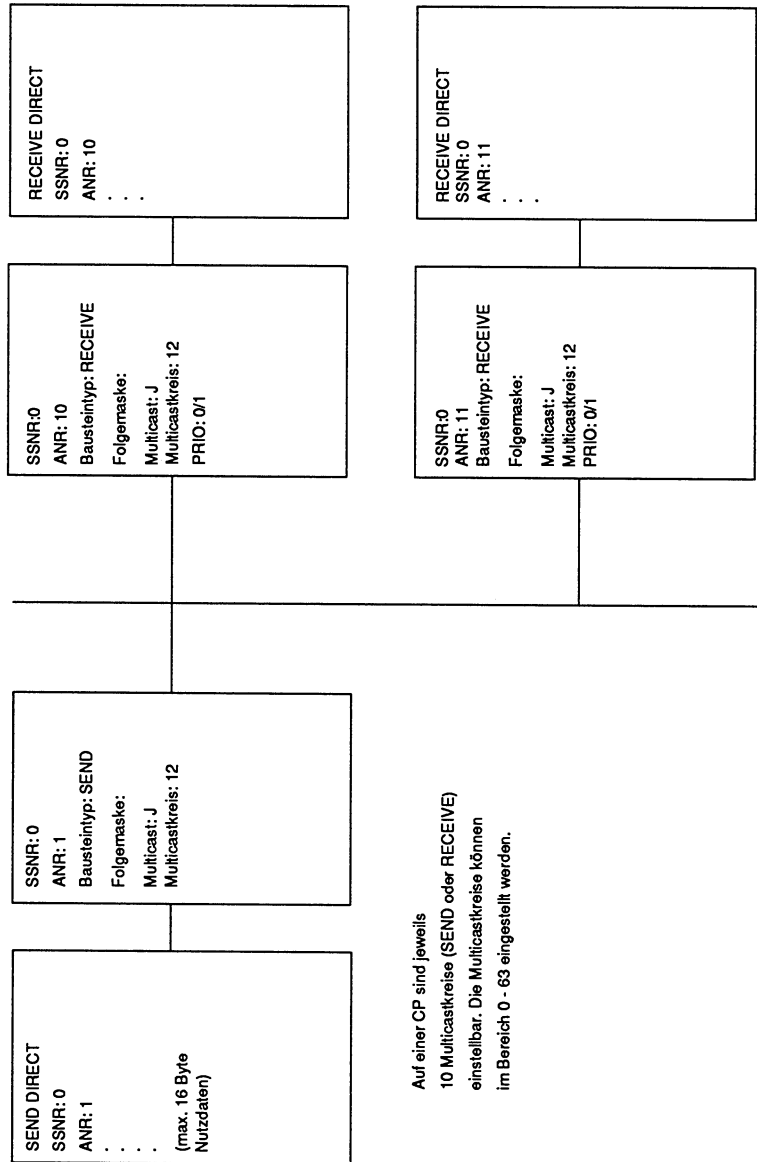 SEND DIRECT
SSNR: 0
ANR: 1
. . . .
(max. 16 Byte
Nutzdaten)
SSNR: 0
ANR: 1
Bausteintyp: SEND
Folgemaske:
Multicast: J
Multicastkreis: 12
SSNR:0
ANR: 10
Bausteintyp: RECEIVE
Folgemaske:
Multicast: J
Multicastkreis: 12
PRIO: 0/1
RECEIVE DIRECT
SSNR: 0
ANR: 10
. . .
Auf einer CP sind jeweils
10 Multicastkreise (SEND oder RECEIVE)
einstellbar. Die Multicastkreise können
im Bereich 0 - 63 eingestellt werden.
SSNR:0
ANR: 11
Bausteintyp: RECEIVE
Folgemaske:
Multicast: J
Multicastkreis: 12
PRIO: 0/1
RECEIVE DIRECT
SSNR: 0
ANR: 11
. . .